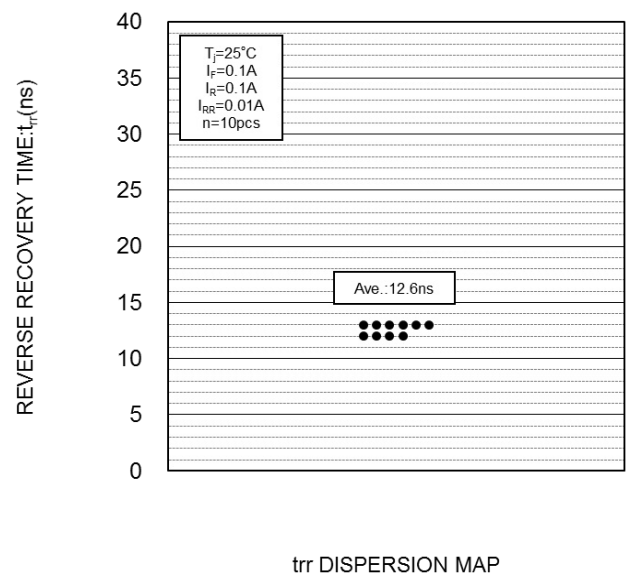 40
35
30
25
20
15
10
5
0
REVERSE RECOVERY TIME:trr(ns)
Tj=25°C
IF=0.1A
IR=0.1A
IRR=0.01A
n=10pcs
Ave.:12.6ns
trr DISPERSION MAP